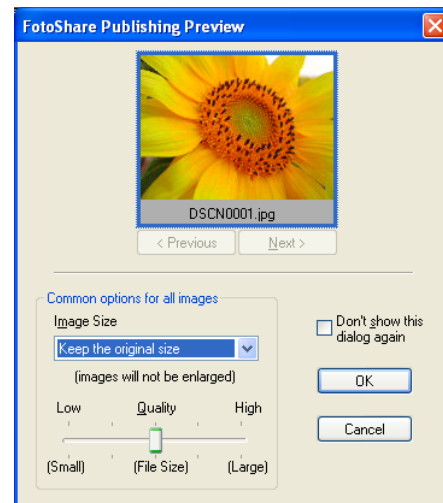 FotoShare Publishing Preview
DSCN0001.jpg
< Previous
Next >
Common options for all images
Image Size
Keep the original size
(images will not be enlarged)
Low Quality High
(Small) (File Size) (Large)
Don't show this
dialog again
OK
Cancel